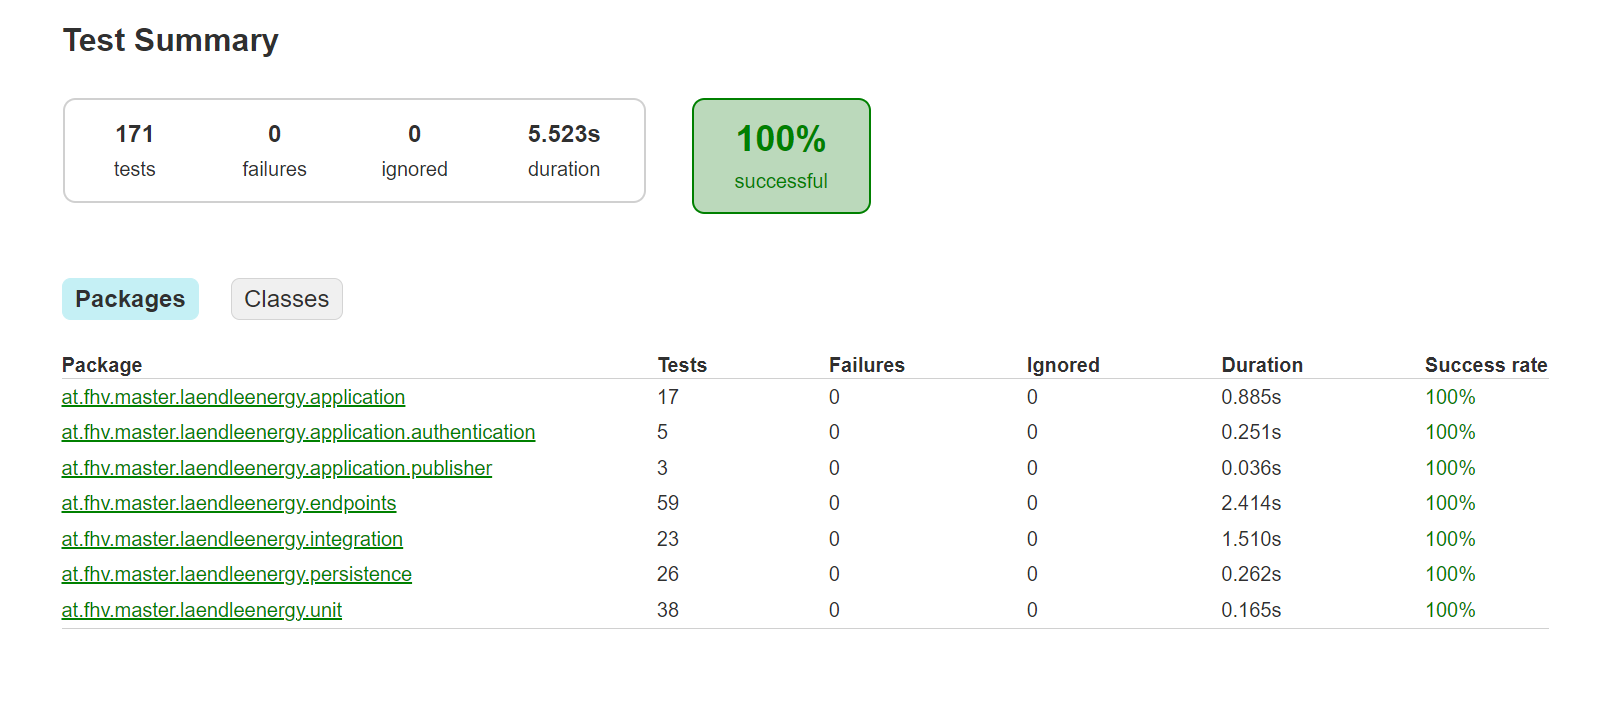 Test Summary
171 0 0 5.523s
tests failures ignored duration
100%
successful
Packages Classes
Package Tests Failures Ignored Duration Success rate
at.fhv.master.laendleenergy.application 17 0 0 0.885s 100%
at.fhv.master.laendleenergy.application.authentication 5 0 0 0.251s 100%
at.fhv.master.laendleenergy.application.publisher 3 0 0 0.036s 100%
at.fhv.master.laendleenergy.endpoints 59 0 0 2.414s 100%
at.fhv.master.laendleenergy.integration 23 0 0 1.510s 100%
at.fhv.master.laendleenergy.persistence 26 0 0 0.262s 100%
at.fhv.master.laendleenergy.unit 38 0 0 0.165s 100%